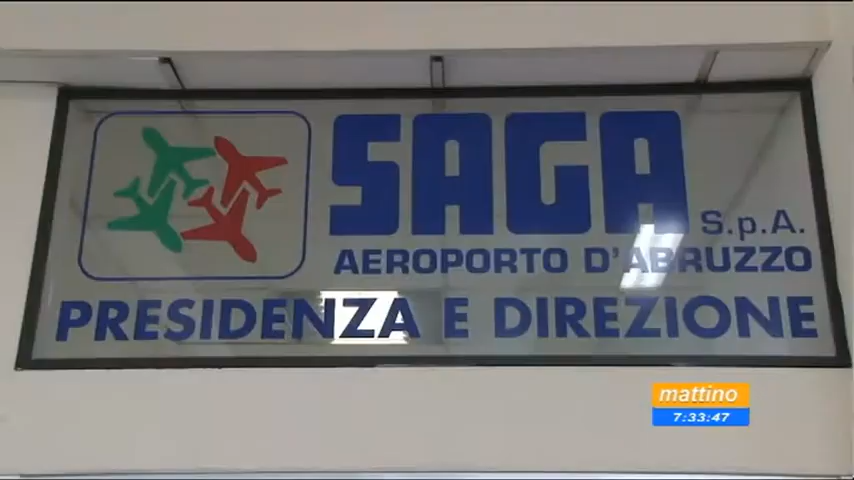 SAGA S.p.A.
AEROPORTO D'ABRUZZO
PRESIDENZA E DIREZIONE
mattino
7:33:47